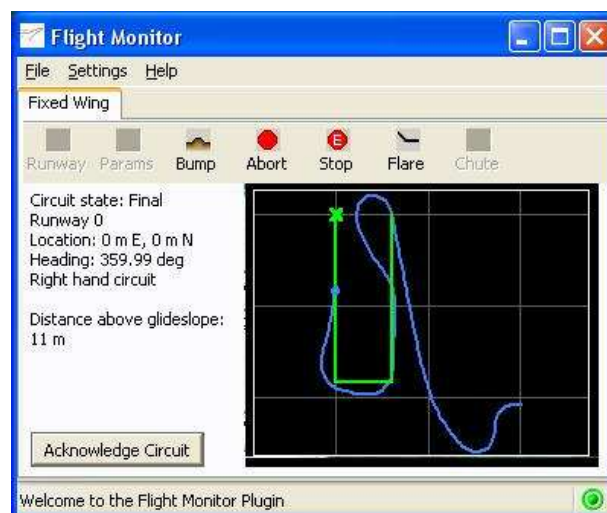 Flight Monitor
File Settings Help
Fixed Wing
Runway Params Bump Abort Stop Flare Chute
E
Circuit state: Final
Runway 0
Location: 0 m E, 0 m N
Heading: 359.99 deg
Right hand circuit
Distance above glideslope:
11 m
Acknowledge Circuit
Welcome to the Flight Monitor Plugin